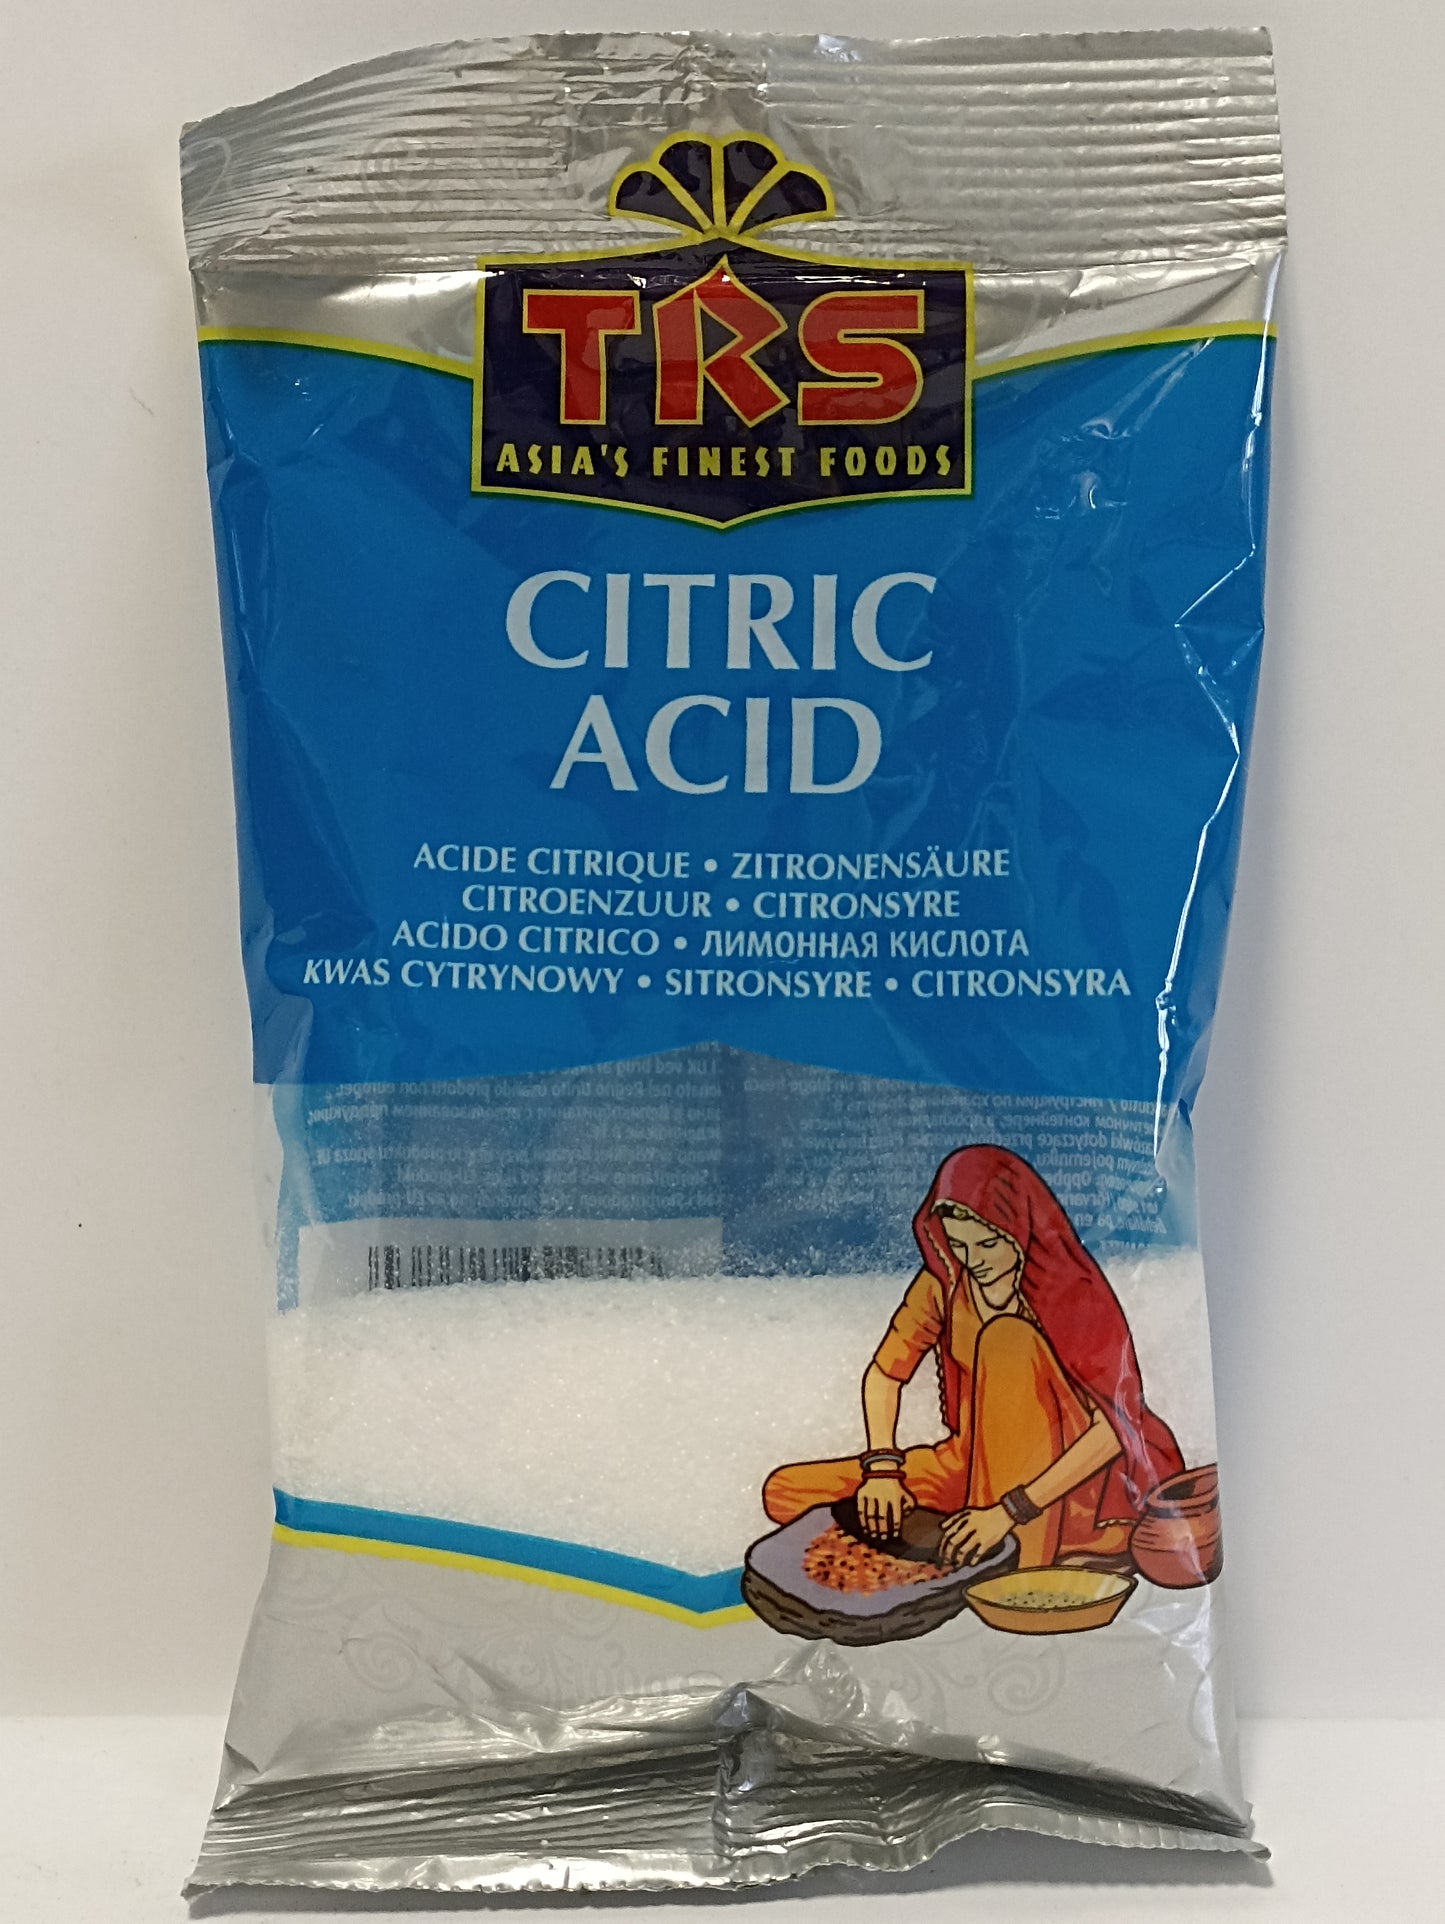 TRS
ASIA'S FINEST FOODS
CITRIC
ACID
ACIDE CITRIQUE • ZITRONENSÄURE
CITROENZUUR • CITRONSYRE
ACIDO CITRICO • ЛИМОННАЯ КИСЛОТА
KWAS CYTRYNOWY • SITRONSYRE • CITRONSYRA